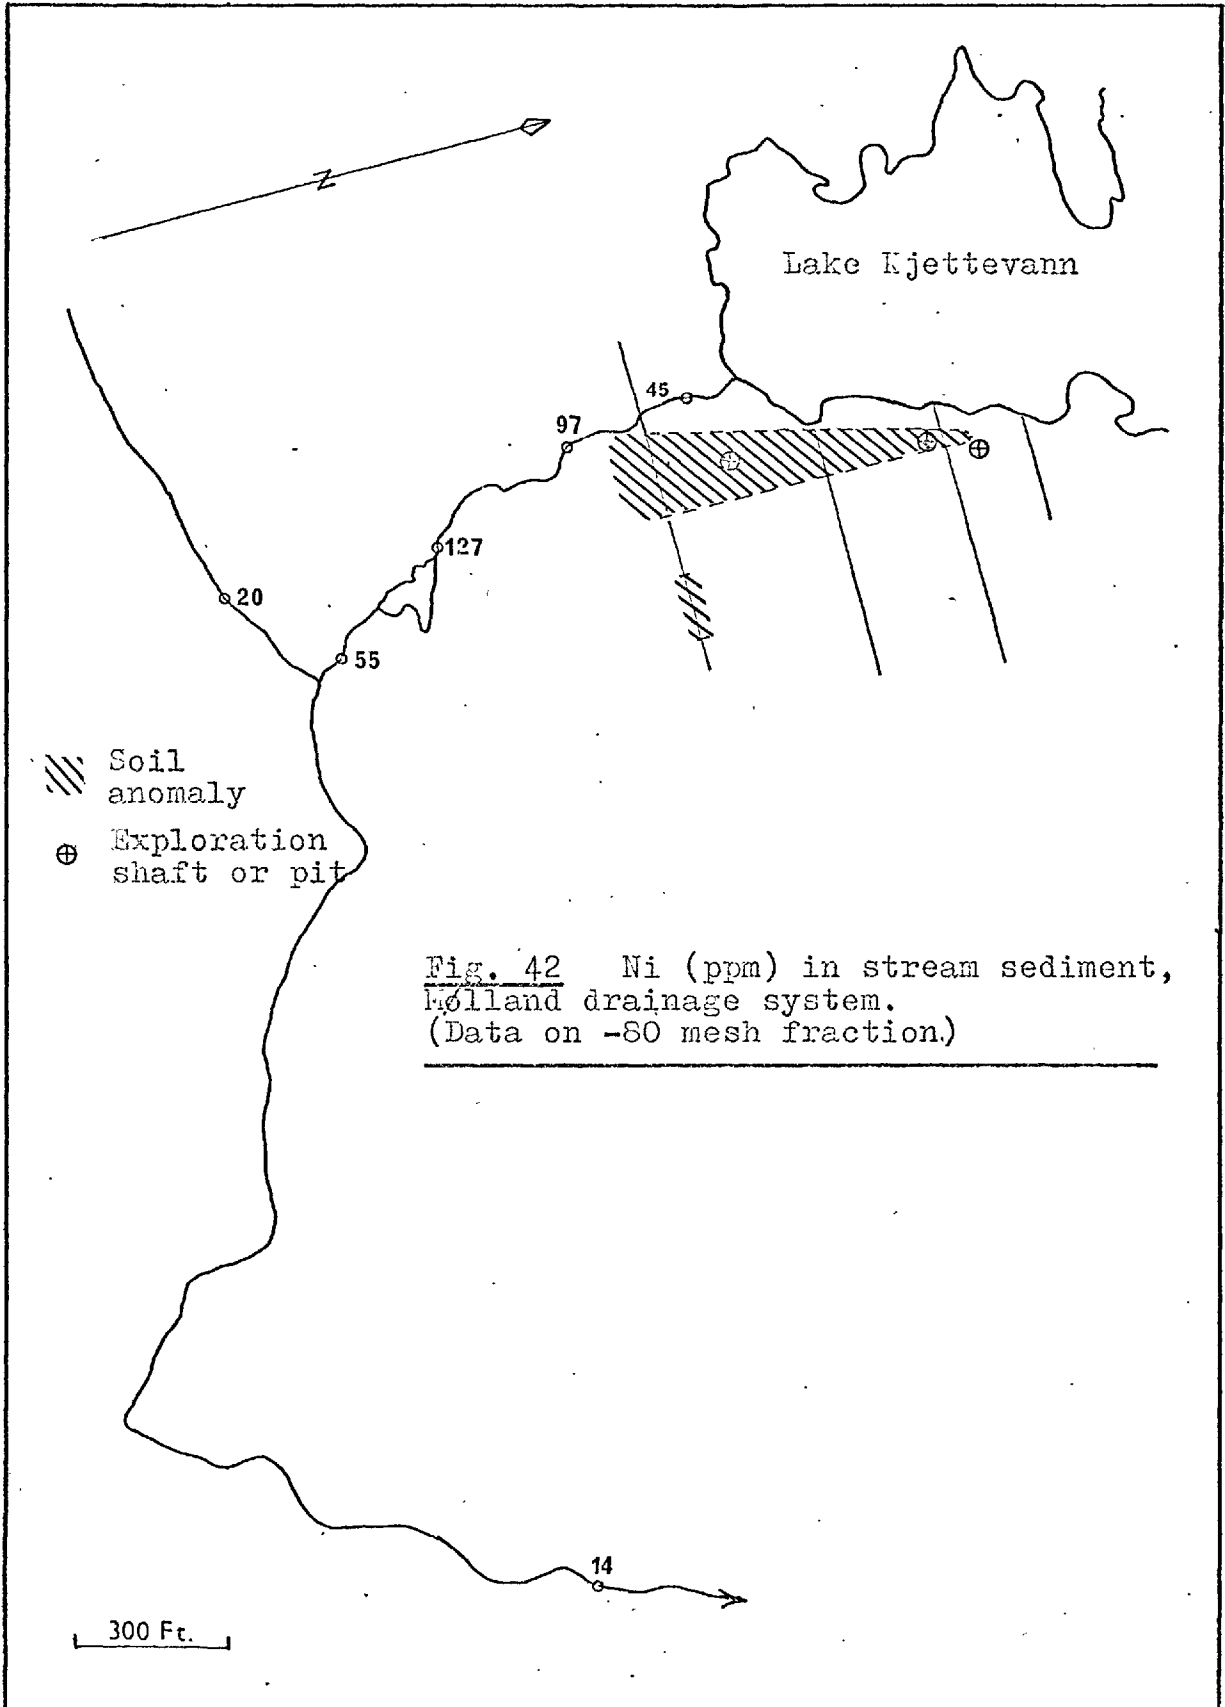 N
Lake Kjettevann
45
97
127
20
55
Soil
anomaly
Exploration
shaft or pit
Fig. 42 Ni (ppm) in stream sediment,
Mølland drainage system.
(Data on -80 mesh fraction.)
14
300 Ft.